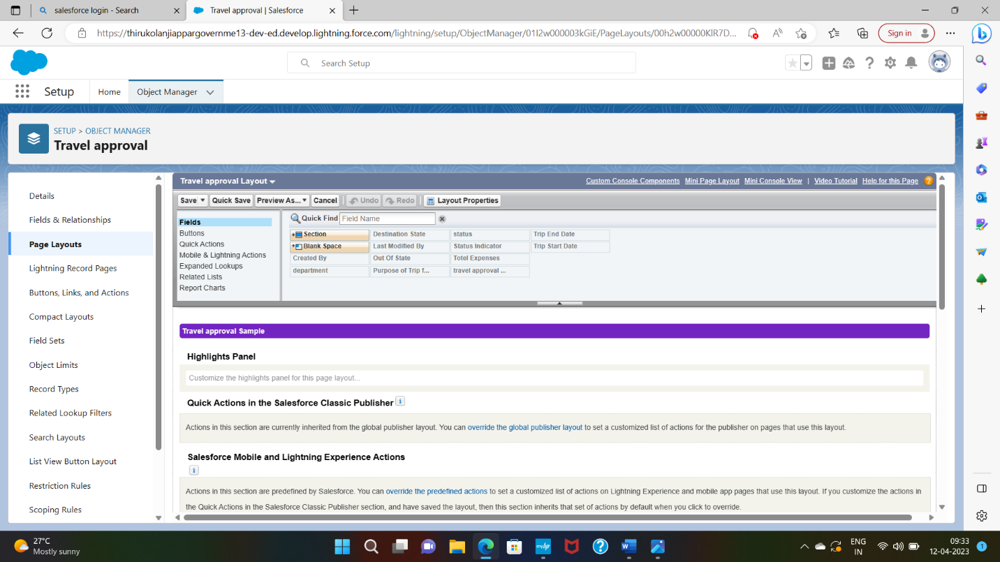 salesforce login - Search
Travel approval | Salesforce
https://thirukolanjiappargovernme13-dev-ed.develop.lightning.force.com/lightning/setup/ObjectManager/01I2w000003kGiE/PageLayouts/00h2w00000KlR7D...
Sign in
Search Setup
Setup
Home
Object Manager
SETUP > OBJECT MANAGER
Travel approval
Details
Fields & Relationships
Page Layouts
Lightning Record Pages
Buttons, Links, and Actions
Compact Layouts
Field Sets
Object Limits
Record Types
Related Lookup Filters
Search Layouts
List View Button Layout
Restriction Rules
Scoping Rules
Travel approval Layout
Custom Console Components Mini Page Layout Mini Console View | Video Tutorial Help for this Page
Save Quick Save Preview As... Cancel Undo Redo Layout Properties
Fields
Buttons
Quick Actions
Mobile & Lightning Actions
Expanded Lookups
Related Lists
Report Charts
Quick Find Field Name
Section Destination State status Trip End Date
Blank Space Last Modified By Status Indicator Trip Start Date
Created By Out Of State Totel Expenses
department Purpose of Trip f... travel approval ...
Travel approval Sample
Highlights Panel
Customize the highlights panel for this page layout...
Quick Actions in the Salesforce Classic Publisher
Actions in this section are currently inherited from the global publisher layout. You can override the global publisher layout to set a customized list of actions for the publisher on pages that use this layout.
Salesforce Mobile and Lightning Experience Actions
Actions in this section are predefined by Salesforce. You can override the predefined actions to set a customized list of actions on Lightning Experience and mobile app pages that use this layout. If you customize the actions in
the Quick Actions in the Salesforce Classic Publisher section, and have saved the layout, then this section inherits that set of actions by default when you click to override.
27°C
Mostly sunny
ENG
IN
09:33
12-04-2023
1